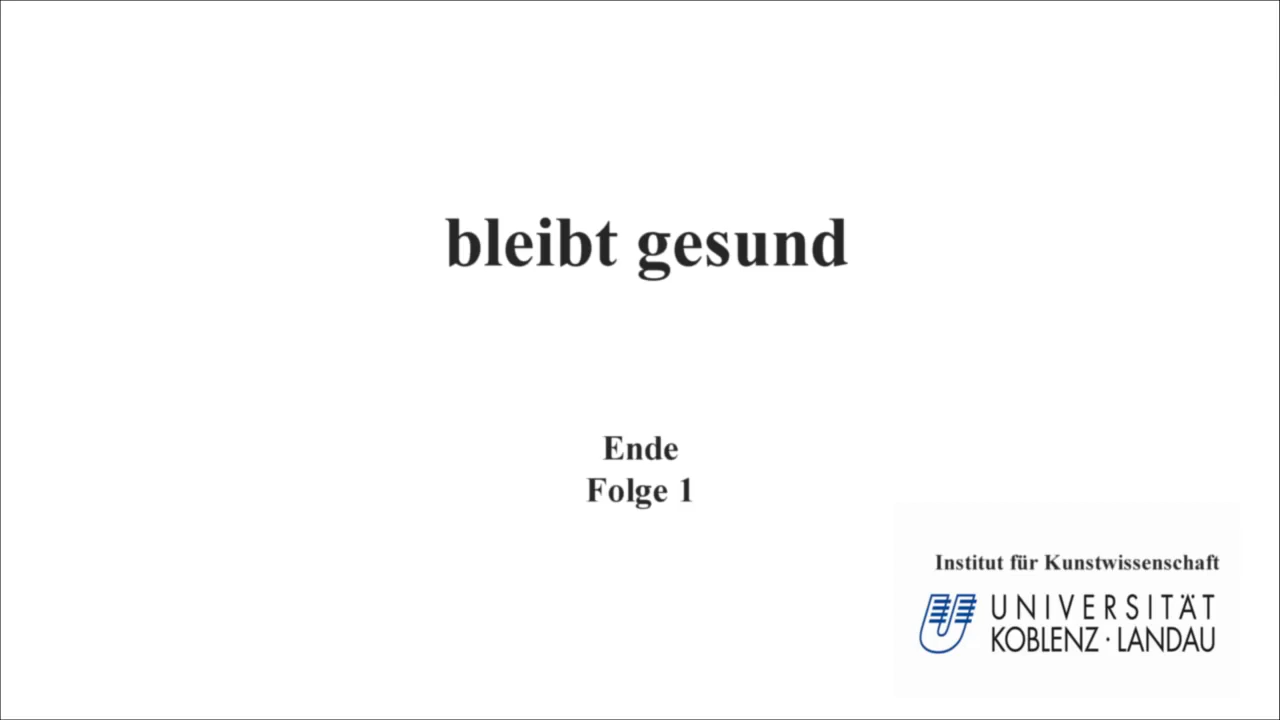 bleibt gesund
Ende
Folge 1
Institut für Kunstwissenschaft
UNIVERSITÄT
KOBLENZ · LANDAU